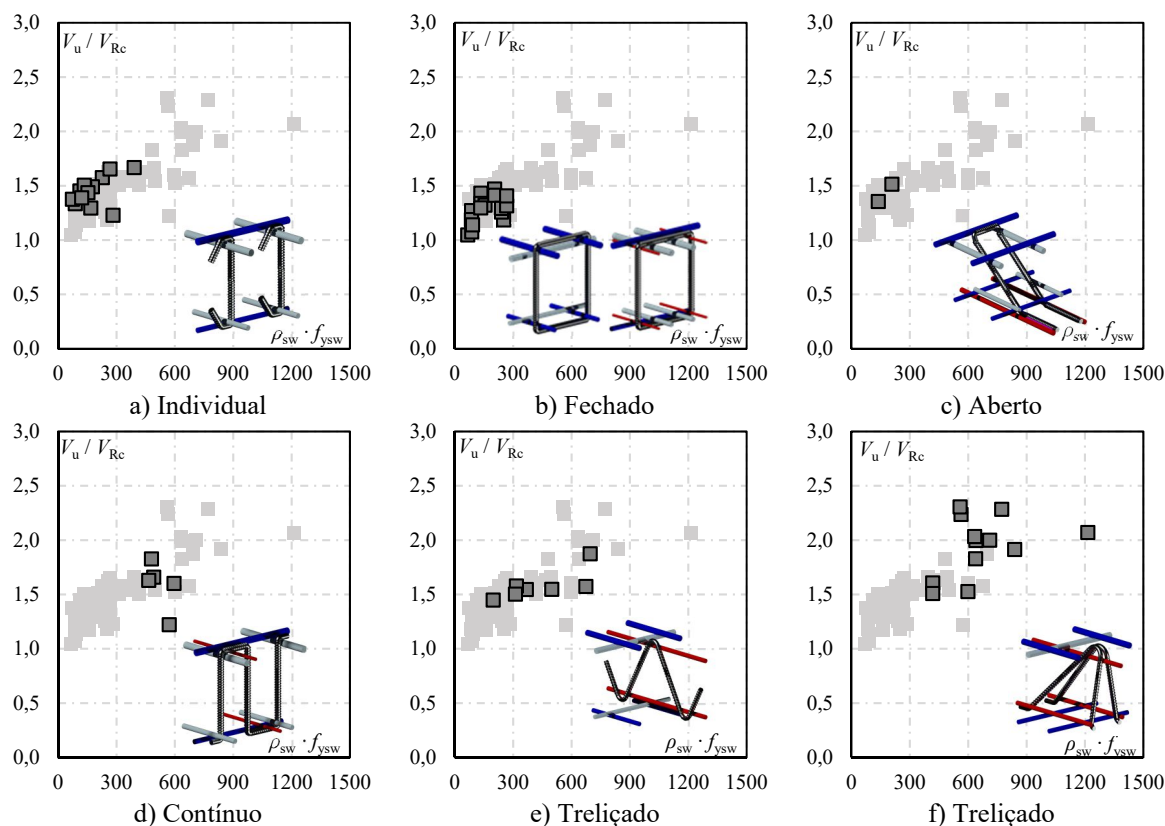 3,0
2,5
2,0
1,5
1,0
0,5
0,0
V_u / V_Rc
ρ_sw · f_ysw
0 300 600 900 1200 1500
a) Individual
3,0
2,5
2,0
1,5
1,0
0,5
0,0
V_u / V_Rc
ρ_sw · f_ysw
0 300 600 900 1200 1500
b) Fechado
3,0
2,5
2,0
1,5
1,0
0,5
0,0
V_u / V_Rc
ρ_sw · f_ysw
0 300 600 900 1200 1500
c) Aberto
3,0
2,5
2,0
1,5
1,0
0,5
0,0
V_u / V_Rc
ρ_sw · f_ysw
0 300 600 900 1200 1500
d) Contínuo
3,0
2,5
2,0
1,5
1,0
0,5
0,0
V_u / V_Rc
ρ_sw · f_ysw
0 300 600 900 1200 1500
e) Treliçado
3,0
2,5
2,0
1,5
1,0
0,5
0,0
V_u / V_Rc
ρ_sw · f_ysw
0 300 600 900 1200 1500
f) Treliçado